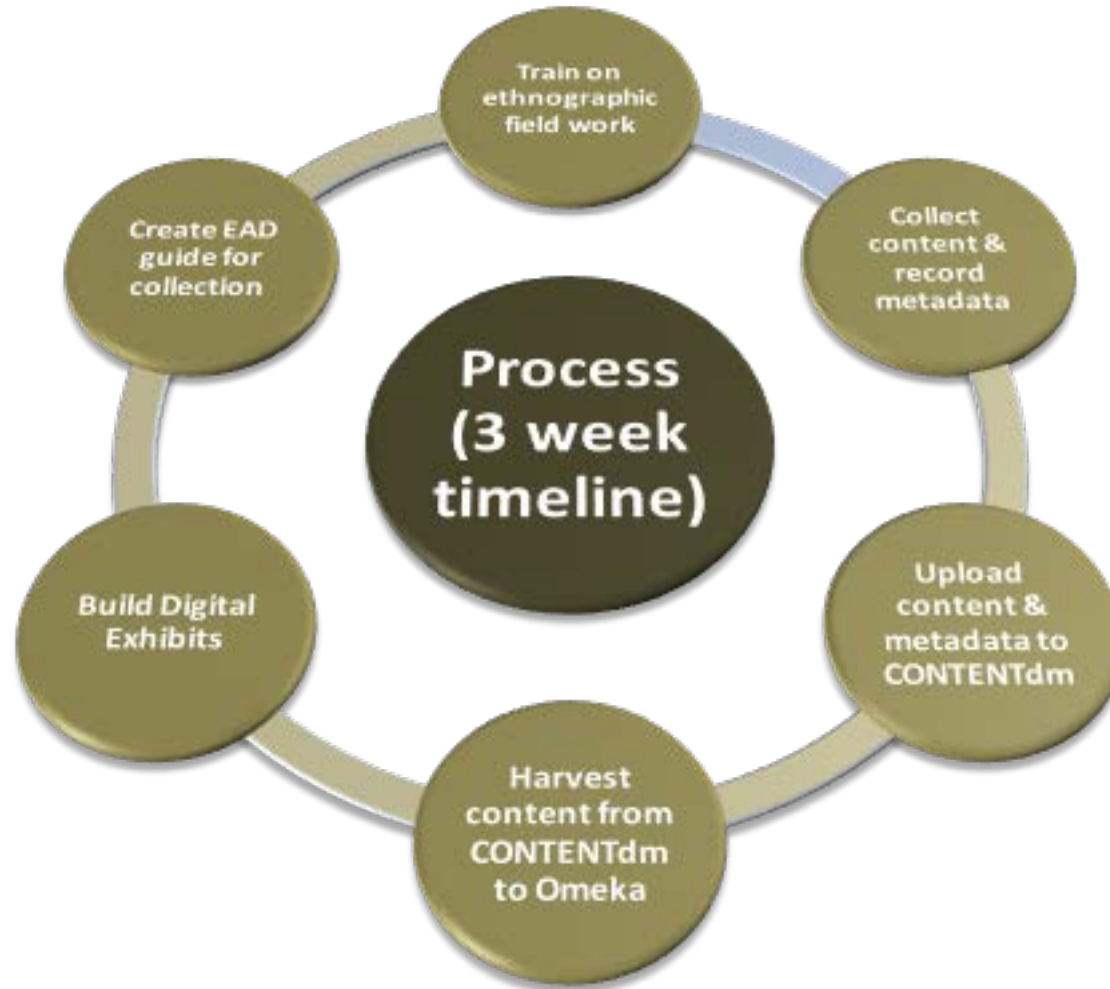 Train on
ethnographic
field work
Collect
content &
record
metadata
Upload
content &
metadata to
CONTENTdm
Harvest
content from
CONTENTdm
to Omeka
Build Digital
Exhibits
Create EAD
guide for
collection
Process
(3 week
timeline)